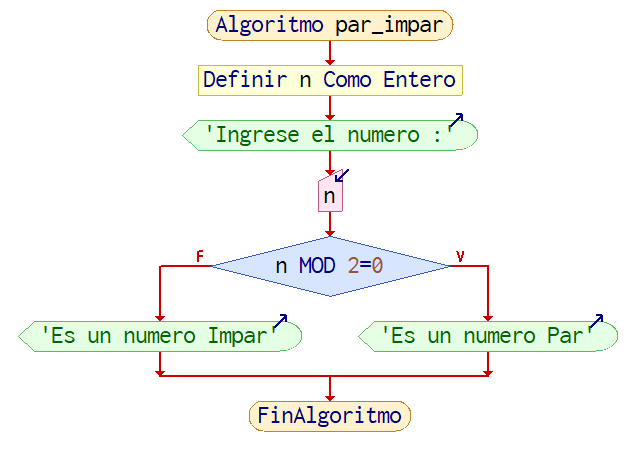 Algoritmo par_impar
Definir n Como Entero
'Ingrese el numero :'
n
F
n MOD 2=0
V
'Es un numero Impar'
'Es un numero Par'
FinAlgoritmo